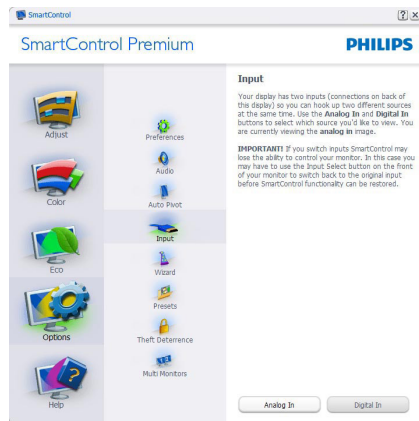 SmartControl
SmartControl Premium
PHILIPS
Adjust
Color
Eco
Options
Help
Preferences
Audio
Auto Pivot
Input
Wizard
Presets
Theft Deterrence
Multi Monitors
Input
Your display has two inputs (connections on back of
this display) so you can hook up two different sources
at the same time. Use the Analog In and Digital In
buttons to select which source you'd like to view. You
are currently viewing the analog in image.
IMPORTANT! If you switch inputs SmartControl may
lose the ability to control your monitor. In this case you
may have to use the Input Select button on the front
of your monitor to switch back to the original input
before SmartControl functionality can be restored.
Analog In
Digital In